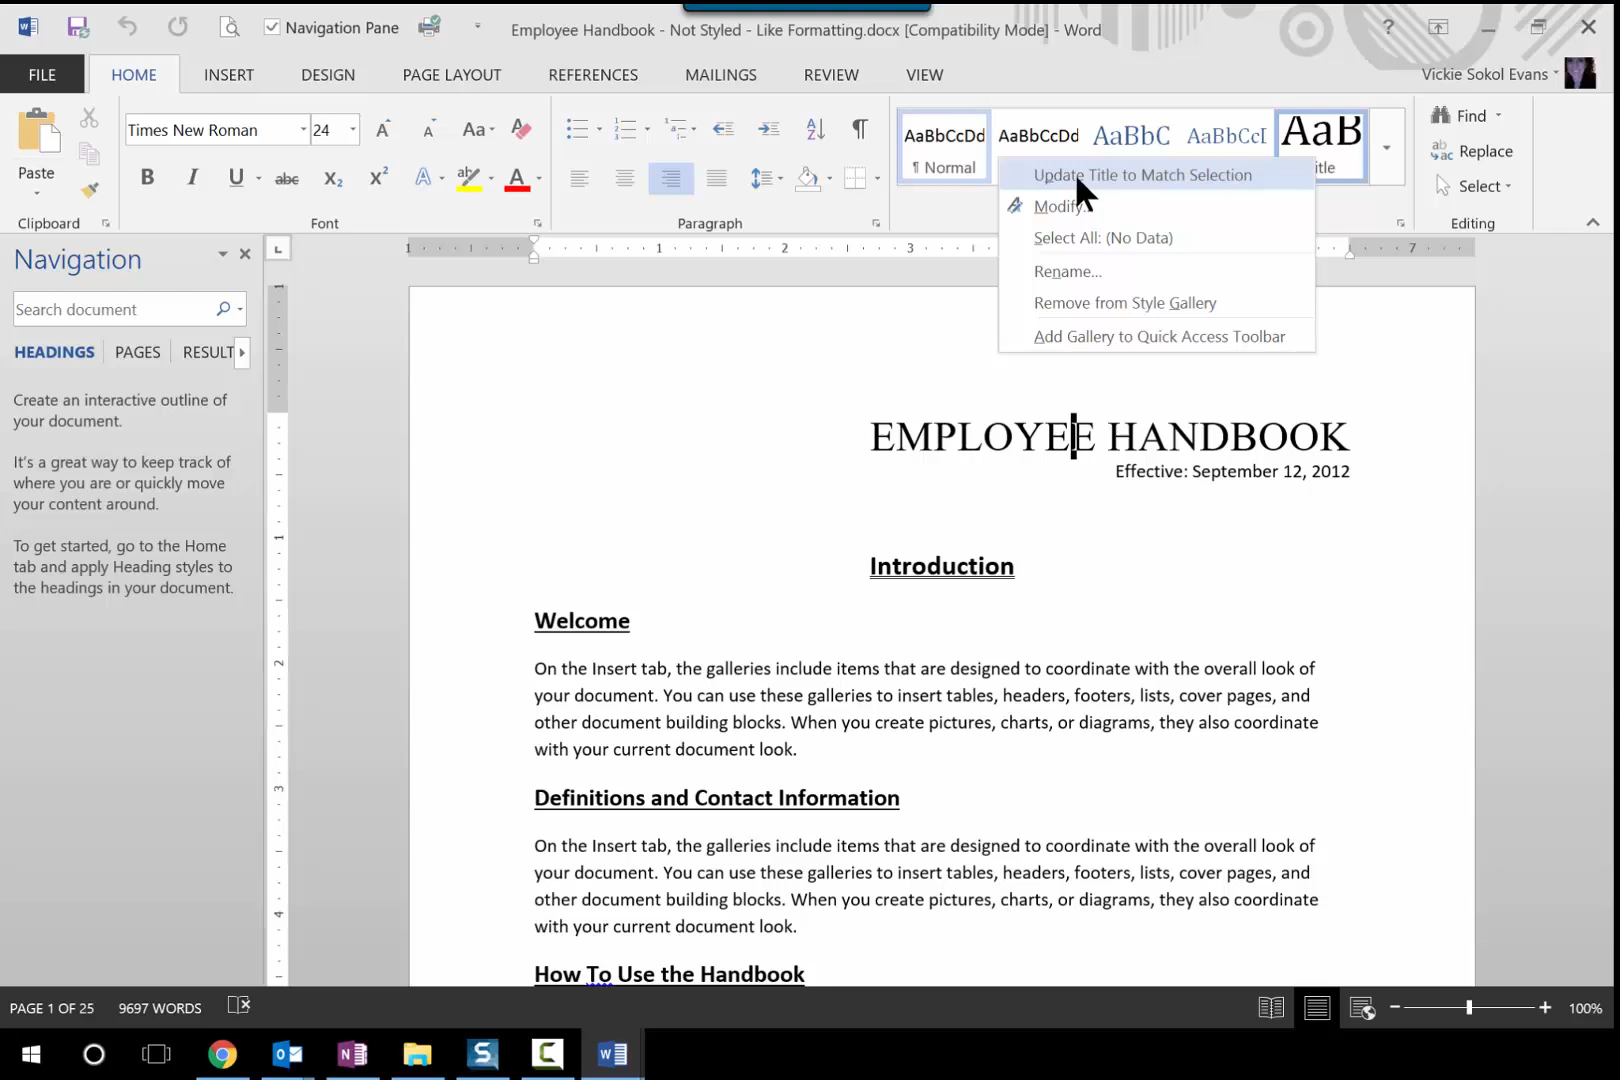 Navigation Pane
Employee Handbook - Not Styled - Like Formatting.docx [Compatibility Mode] - Word
?
FILE
HOME
INSERT
DESIGN
PAGE LAYOUT
REFERENCES
MAILINGS
REVIEW
VIEW
Vickie Sokol Evans
Paste
Clipboard
Times New Roman
24
Font
Paragraph
AaBbCcDd
¶ Normal
AaBbCcDd
AaBbC
AaBbCcI
AaB
itle
Find
Replace
Select
Editing
Update Title to Match Selection
Modify
Select All: (No Data)
Rename...
Remove from Style Gallery
Add Gallery to Quick Access Toolbar
1 1 2 3 7
Navigation
Search document
HEADINGS
PAGES
RESULT
Create an interactive outline of
your document.
It's a great way to keep track of
where you are or quickly move
your content around.
To get started, go to the Home
tab and apply Heading styles to
the headings in your document.
1
1
2
3
4
EMPLOYEE HANDBOOK
Effective: September 12, 2012
Introduction
Welcome
On the Insert tab, the galleries include items that are designed to coordinate with the overall look of
your document. You can use these galleries to insert tables, headers, footers, lists, cover pages, and
other document building blocks. When you create pictures, charts, or diagrams, they also coordinate
with your current document look.
Definitions and Contact Information
On the Insert tab, the galleries include items that are designed to coordinate with the overall look of
your document. You can use these galleries to insert tables, headers, footers, lists, cover pages, and
other document building blocks. When you create pictures, charts, or diagrams, they also coordinate
with your current document look.
How To Use the Handbook
PAGE 1 OF 25
9697 WORDS
100%